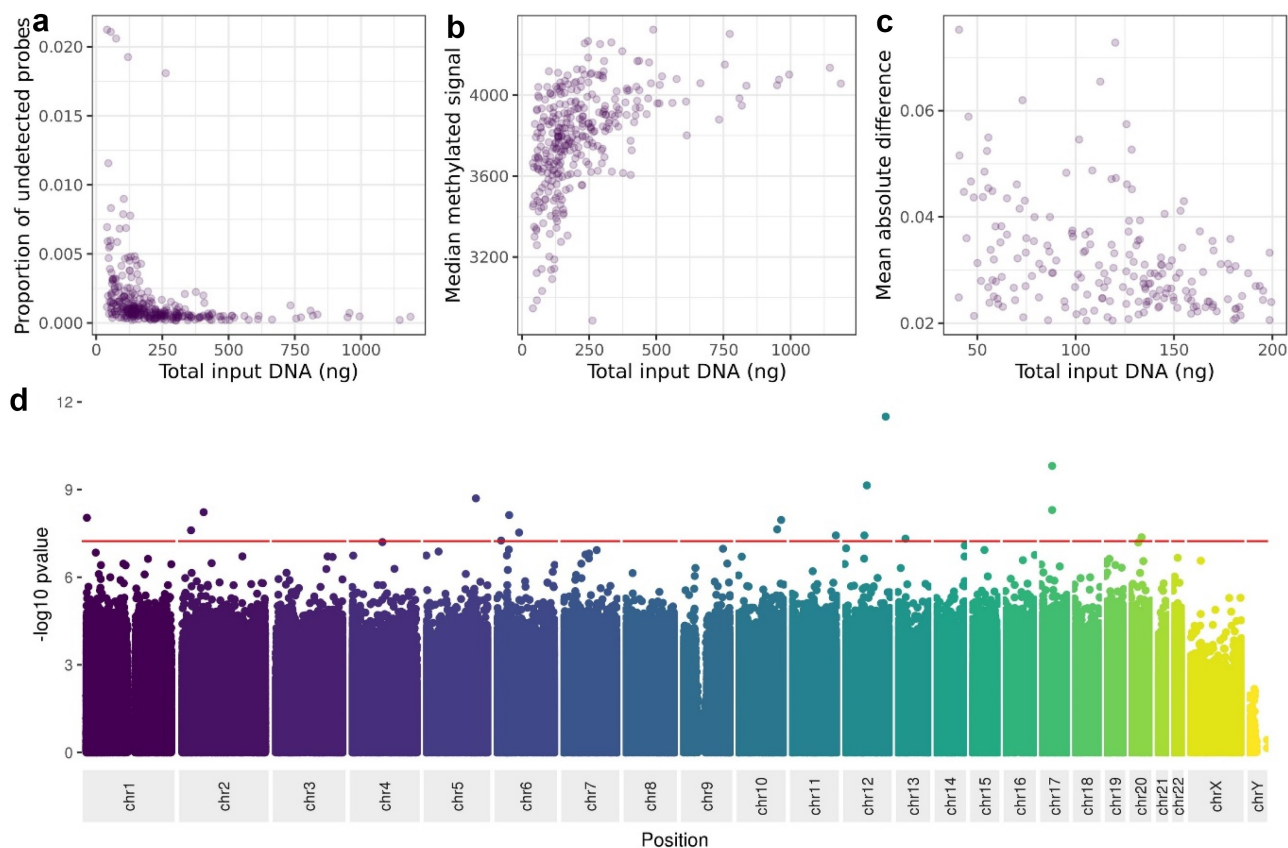 a
Proportion of undetected probes
0.020
0.015
0.010
0.005
0.000
0 250 500 750 1000
Total input DNA (ng)
b
Median methylated signal
4000
3600
3200
0 250 500 750 1000
Total input DNA (ng)
c
Mean absolute difference
0.06
0.04
0.02
50 100 150 200
Total input DNA (ng)
d
-log10 pvalue
12
9
6
3
0
chr1 chr2 chr3 chr4 chr5 chr6 chr7 chr8 chr9 chr10 chr11 chr12 chr13 chr14 chr15 chr16 chr17 chr18 chr19 chr20 chr21 chr22 chrX chrY
Position